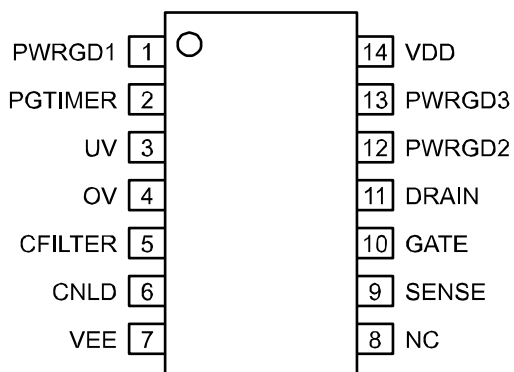 PWRGD1 1 14 VDD
PGTIMER 2 13 PWRGD3
UV 3 12 PWRGD2
OV 4 11 DRAIN
CFILTER 5 10 GATE
CNLD 6 9 SENSE
VEE 7 8 NC